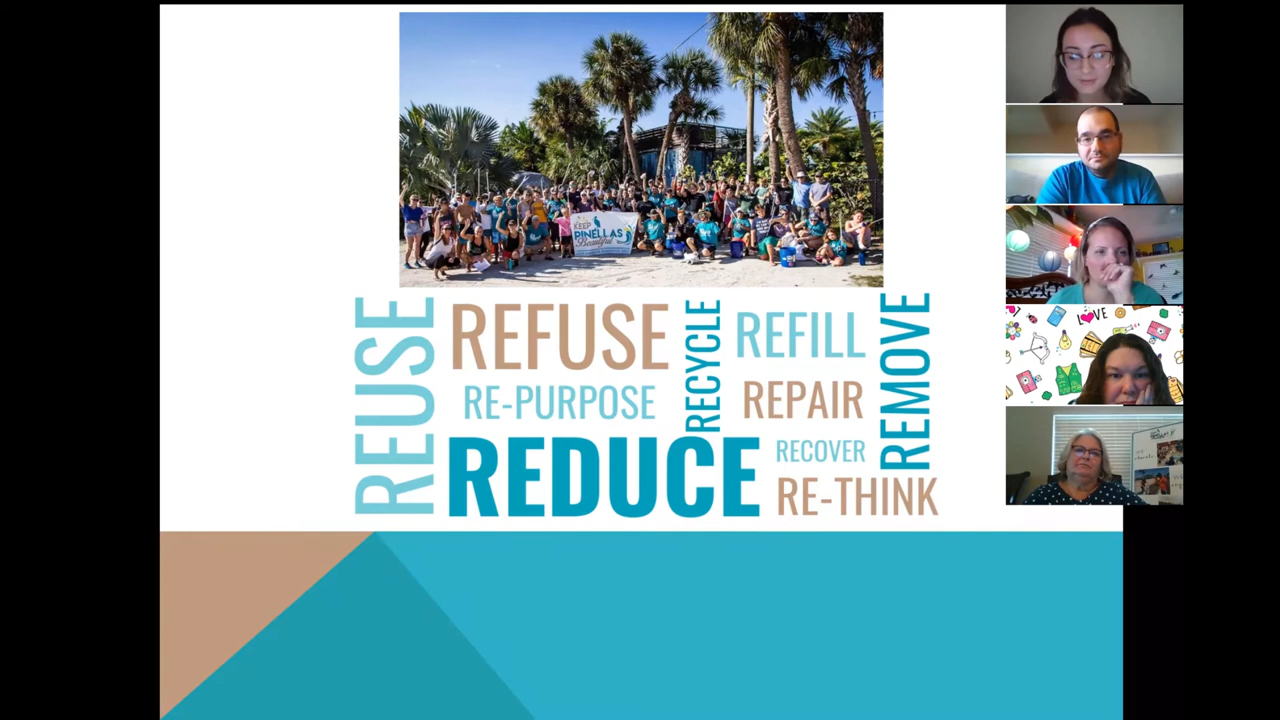 KEEP
PINELLAS
Beautiful
REUSE
REFUSE
RE-PURPOSE
RECYCLE
REFILL
REPAIR
REMOVE
REDUCE
RECOVER
RE-THINK
LOVE